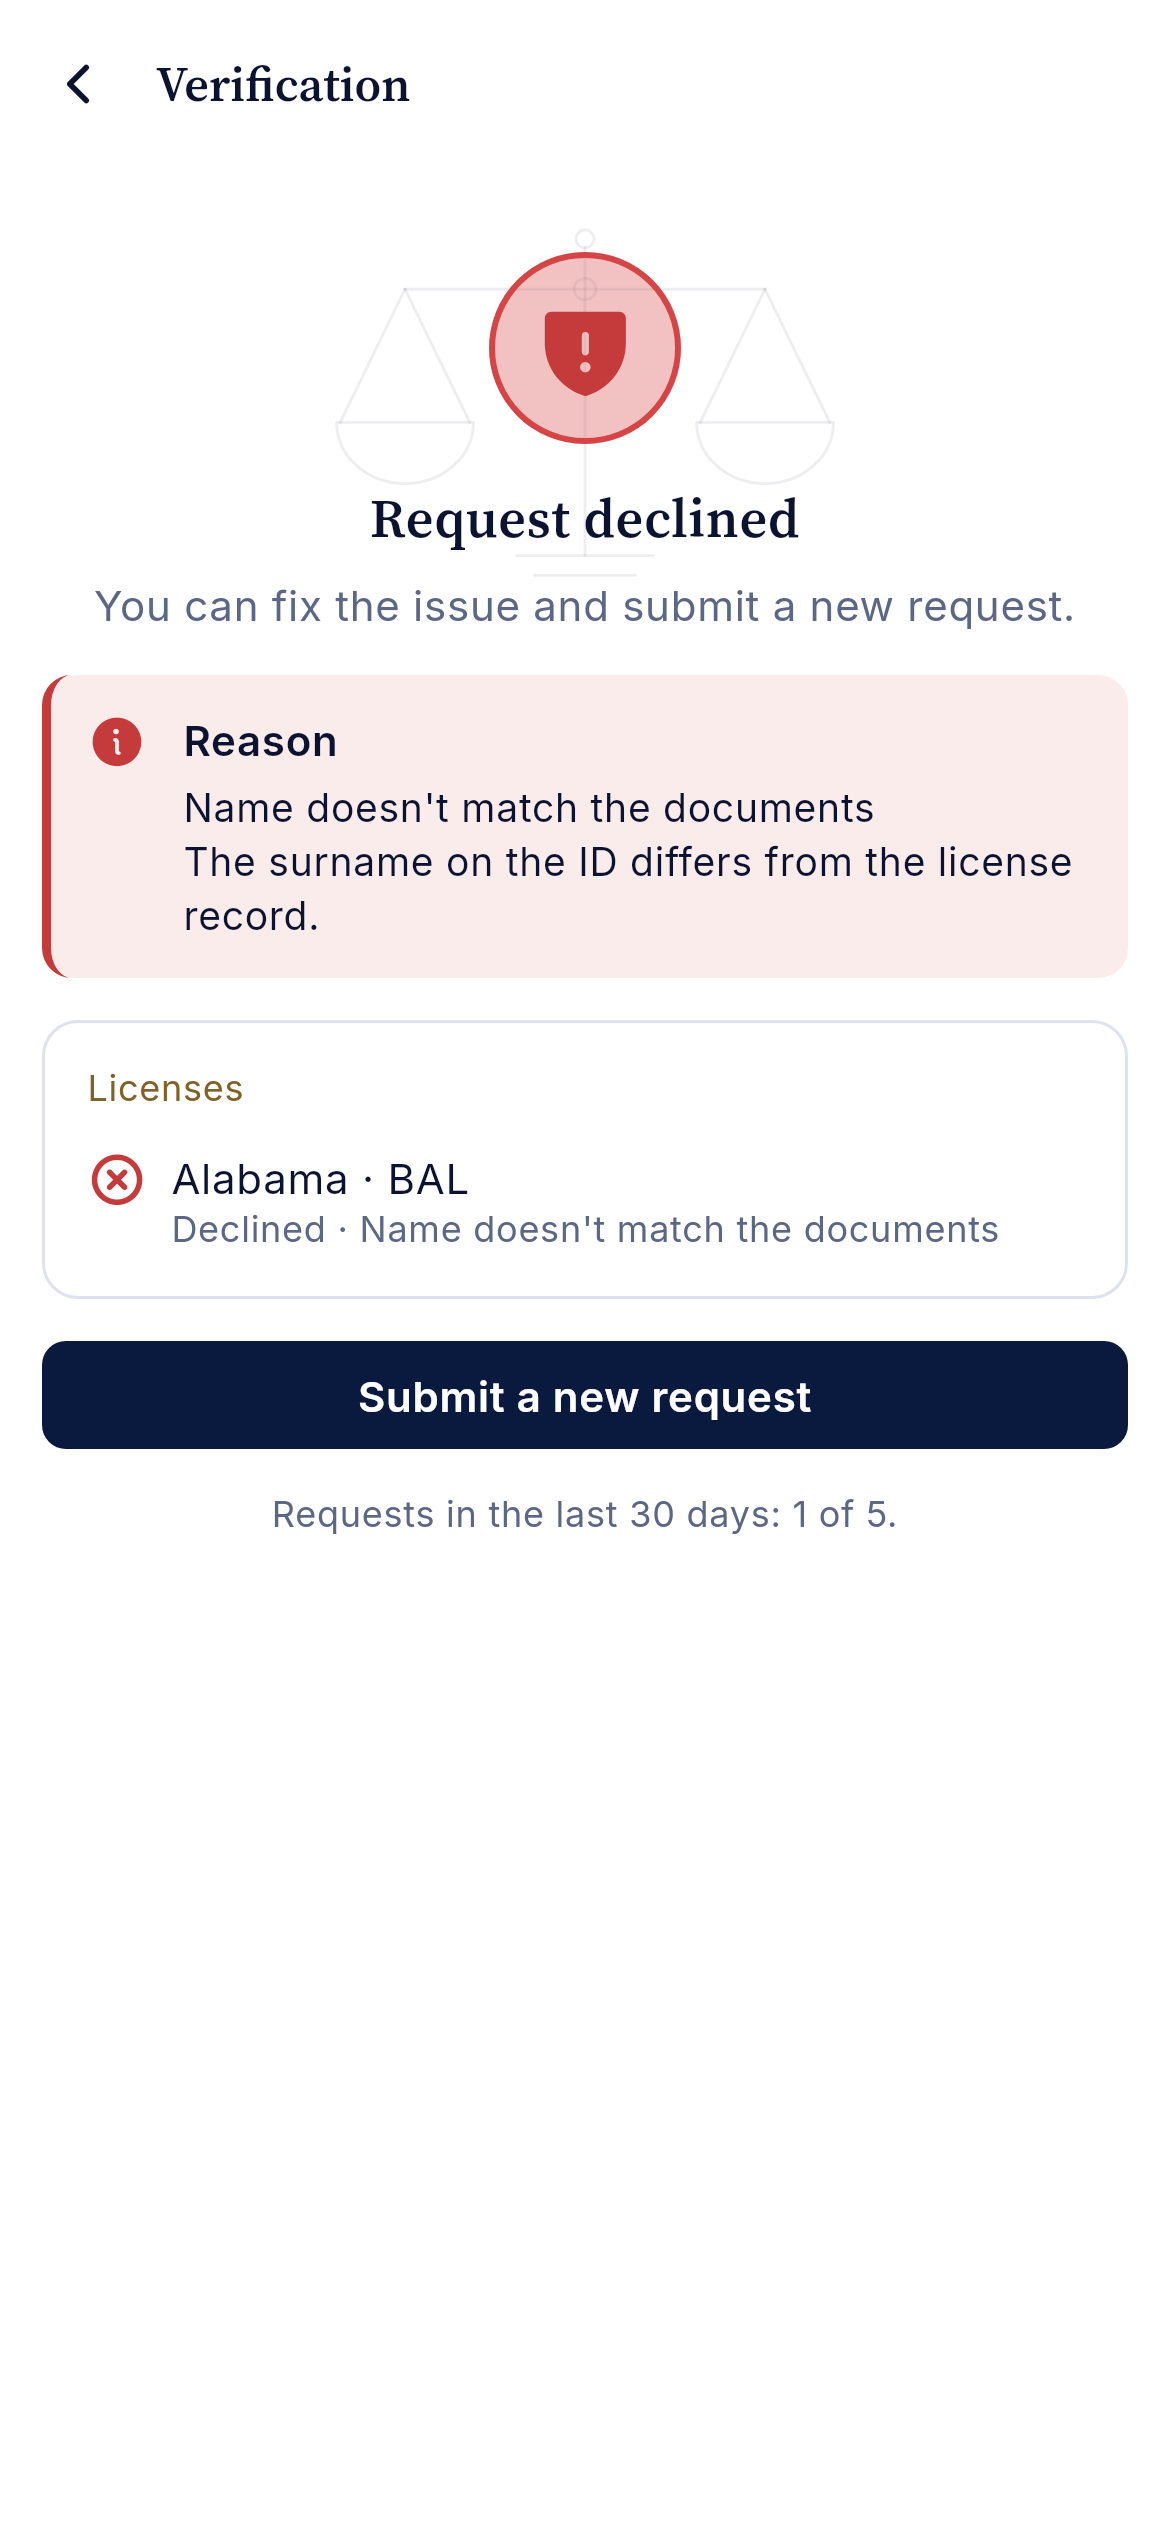 Verification
Request declined
You can fix the issue and submit a new request.
Reason
Name doesn't match the documents
The surname on the ID differs from the license
record.
Licenses
Alabama · BAL
Declined · Name doesn't match the documents
Submit a new request
Requests in the last 30 days: 1 of 5.